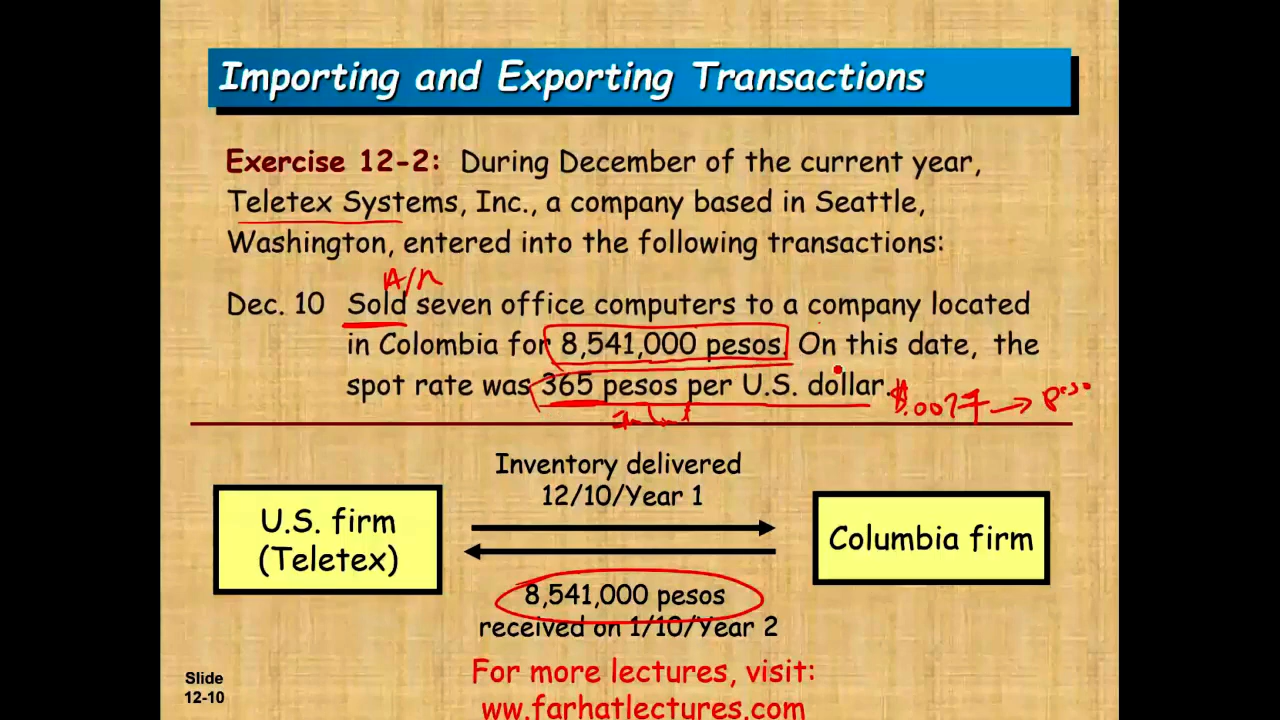 Importing and Exporting Transactions
Exercise 12-2: During December of the current year,
Teletex Systems, Inc., a company based in Seattle,
Washington, entered into the following transactions:
A/R
Dec. 10 Sold seven office computers to a company located
in Colombia for 8,541,000 pesos. On this date, the
spot rate was 365 pesos per U.S. dollar.
→ peso
Inventory delivered
12/10/Year 1
U.S. firm
(Teletex)
Columbia firm
8,541,000 pesos
received on 1/10/Year 2
Slide
12-10
For more lectures, visit:
ww.farhatlectures.com